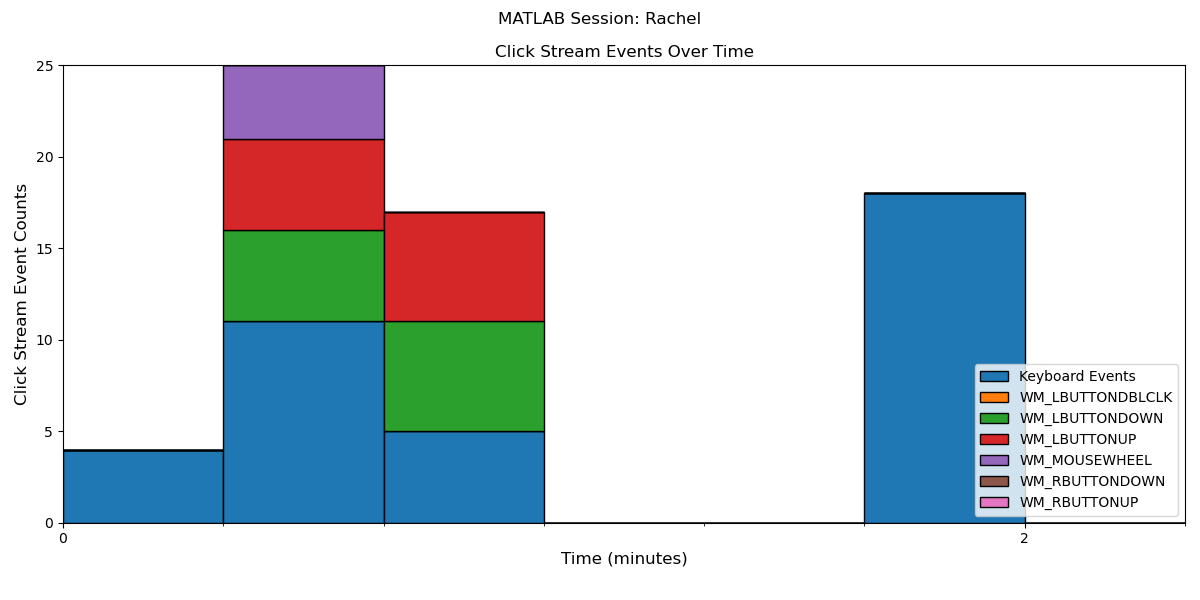 MATLAB Session: Rachel
Click Stream Events Over Time
Click Stream Event Counts
25
20
15
10
5
0
0
2
Time (minutes)
Keyboard Events
WM_LBUTTONDBLCLK
WM_LBUTTONDOWN
WM_LBUTTONUP
WM_MOUSEWHEEL
WM_RBUTTONDOWN
WM_RBUTTONUP